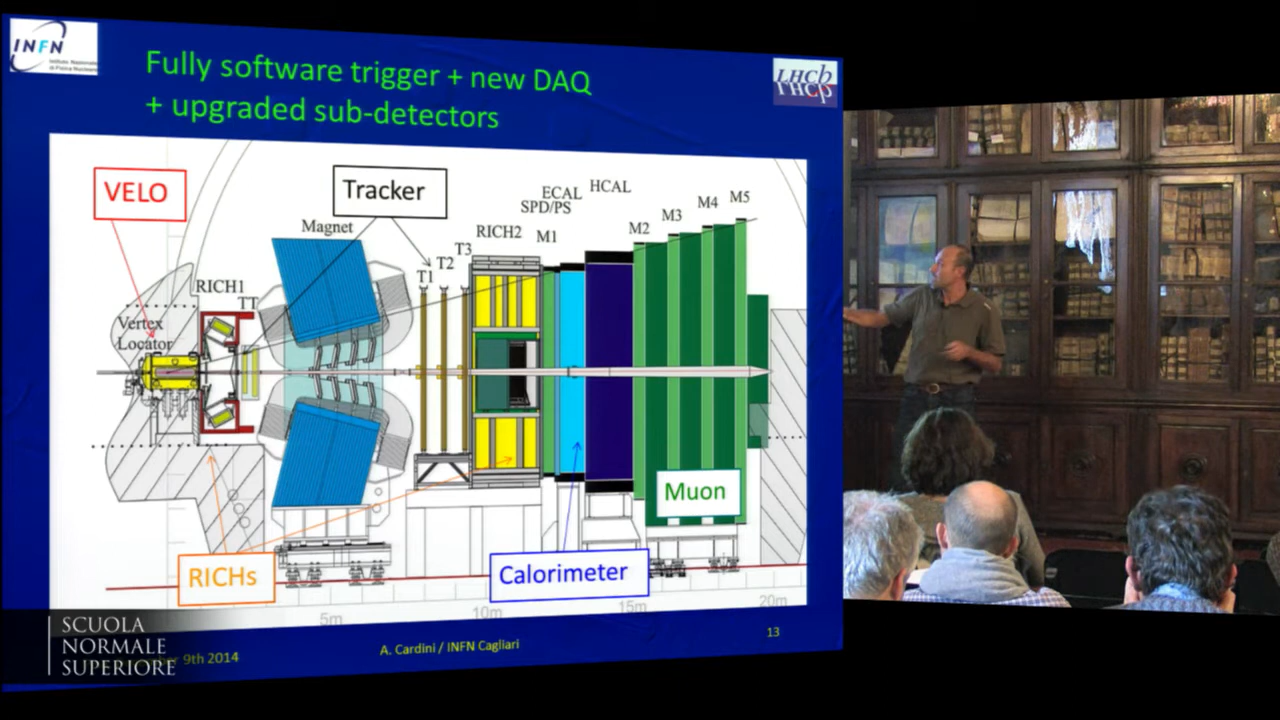 INFN
Istituto Nazionale
di Fisica Nucleare
Fully software trigger + new DAQ
+ upgraded sub-detectors
LHCb
VELO
Tracker
Magnet
RICH1
TT
Vertex
Locator
T1
T2
T3
RICH2
SPD/PS
ECAL
HCAL
M1
M2
M3
M4
M5
Muon
RICHs
Calorimeter
5m
10m
15m
20m
SCUOLA
NORMALE
SUPERIORE
9th 2014
A. Cardini / INFN Cagliari
13